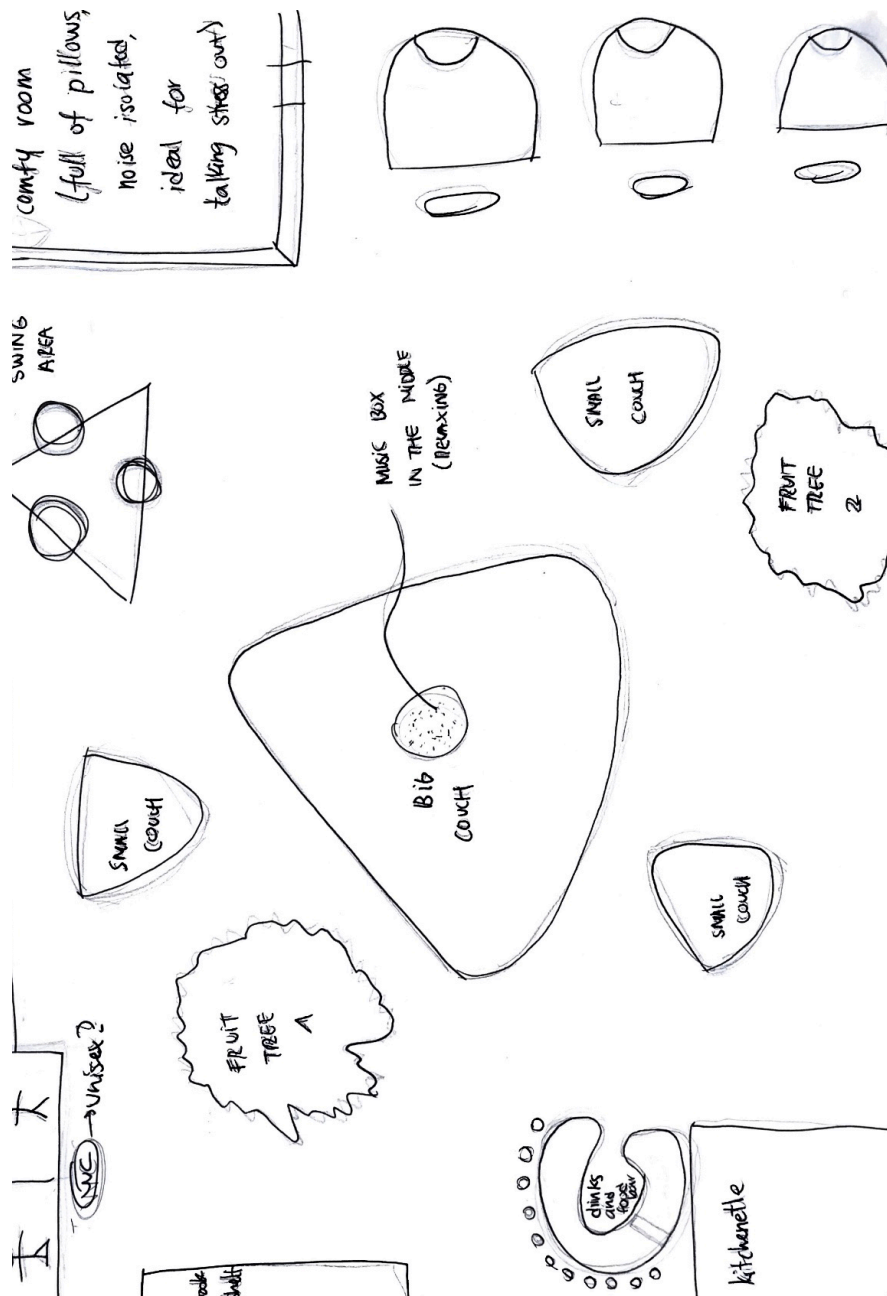 comfy room
(full of pillows,
noise isolated,
ideal for
talking stress out)
SWING
AREA
MUSIC BOX
IN THE MIDDLE
(RELAXING)
SMALL
COUCH
FRUIT
TREE
2
BIG
COUCH
SMALL
COUCH
SMALL
COUCH
FRUIT
TREE
1
WC → unisex?
drinks
and
food
bar
kitchenette